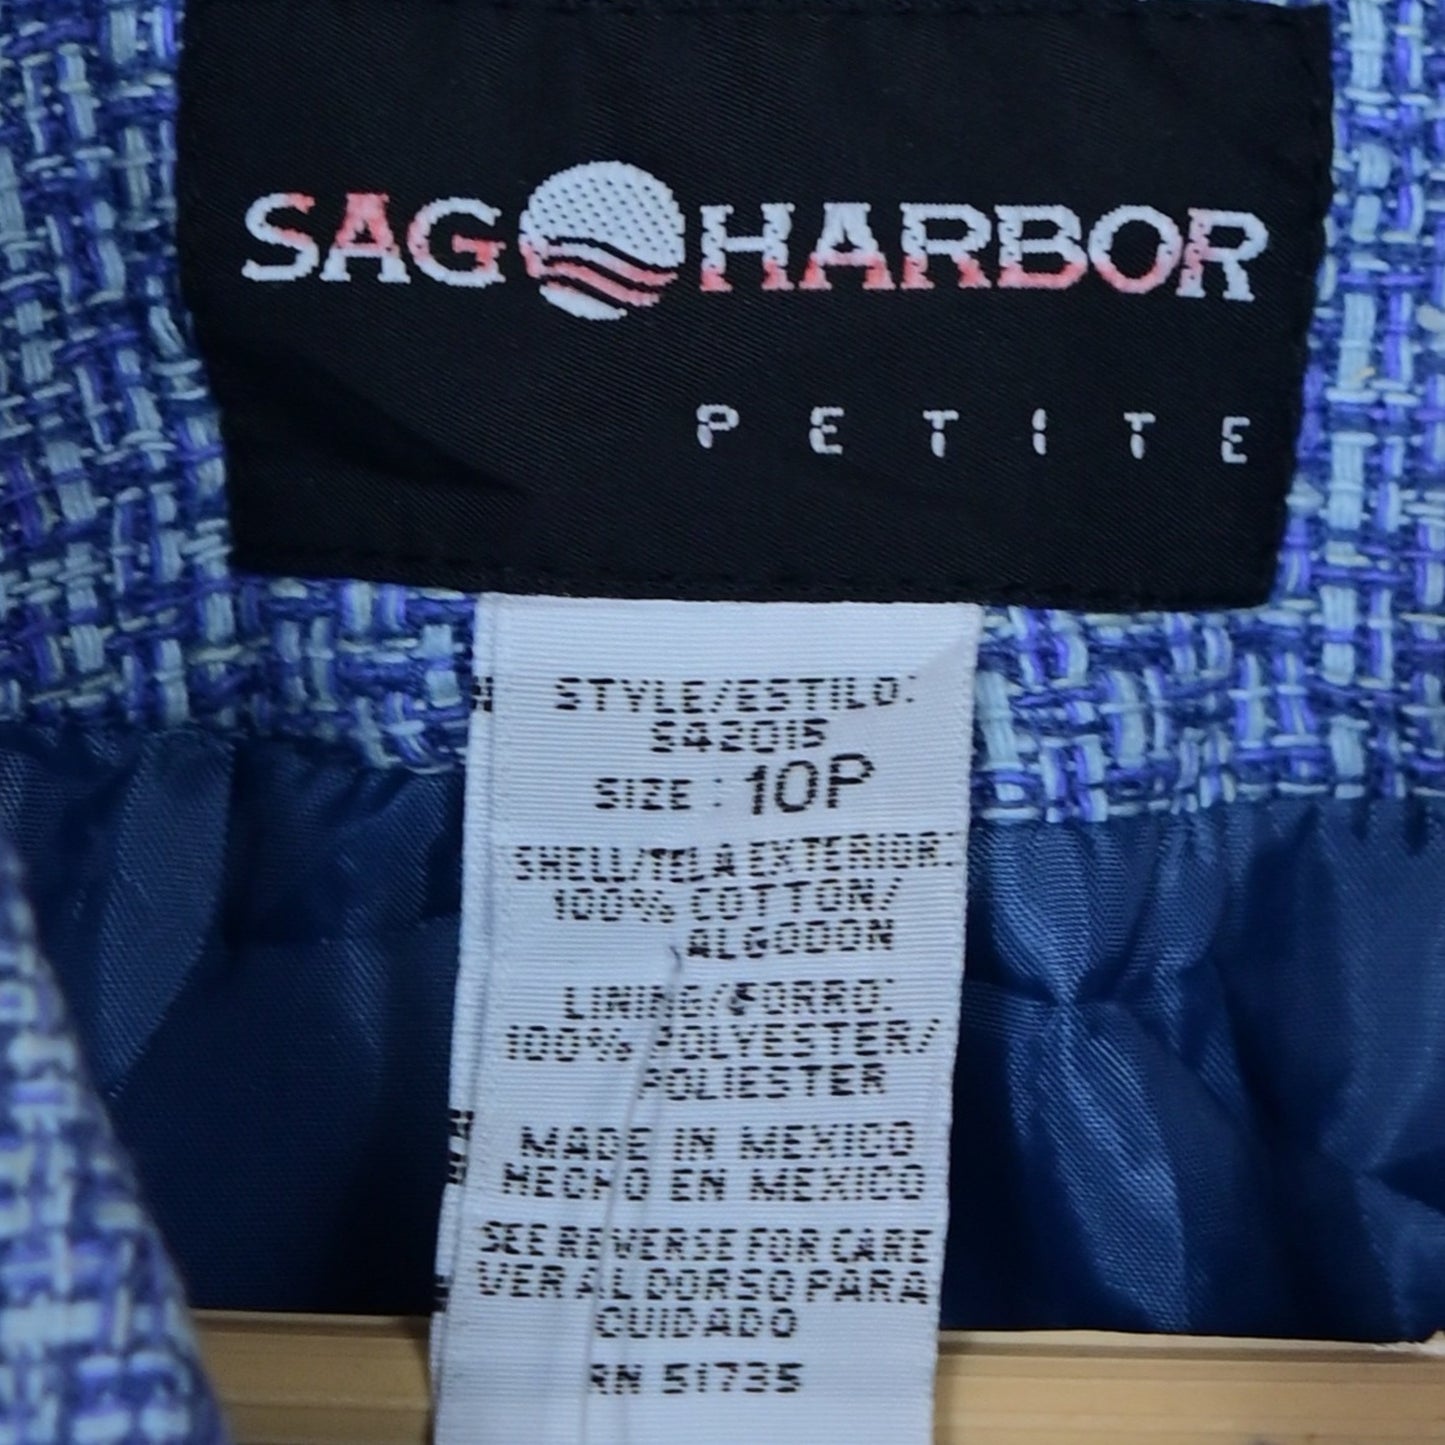 SAG HARBOR
PETITE
STYLE/ESTILO:
SA2015
SIZE : 10P
SHELL/TELA EXTERIOR:
100% COTTON/
ALGODON
LINING/FORRO:
100% POLYESTER/
POLIESTER
MADE IN MEXICO
HECHO EN MEXICO
SEE REVERSE FOR CARE
VER AL DORSO PARA
CUIDADO
RN 51735